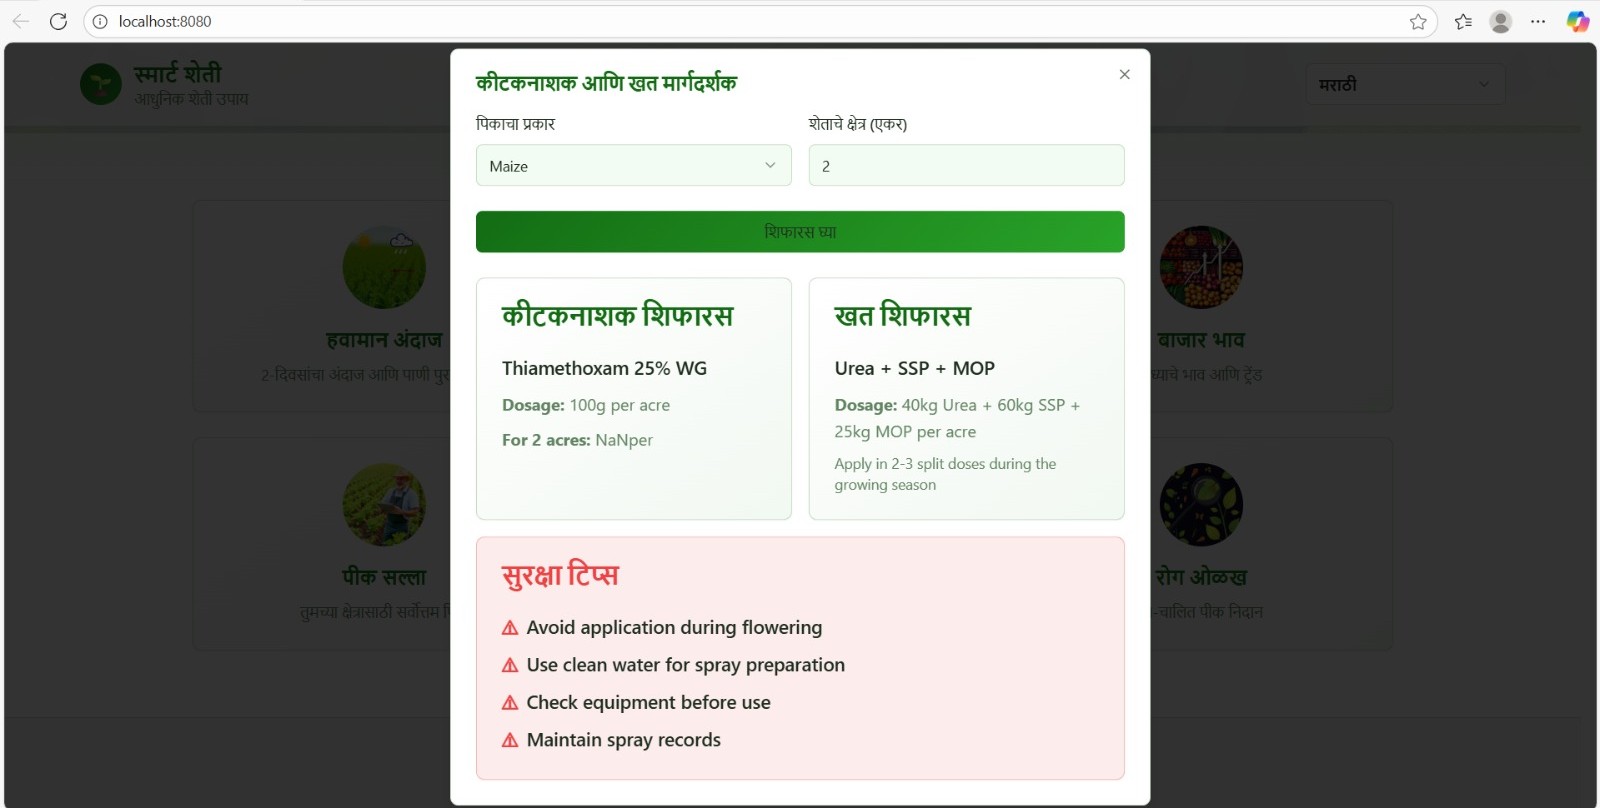 localhost:8080
स्मार्ट शेती
आधुनिक शेती उपाय
मराठी
कीटकनाशक आणि खत मार्गदर्शक
पिकाचा प्रकार
शेताचे क्षेत्र (एकर)
Maize
2
शिफारस घ्या
कीटकनाशक शिफारस
Thiamethoxam 25% WG
Dosage: 100g per acre
For 2 acres: NaNper
खत शिफारस
Urea + SSP + MOP
Dosage: 40kg Urea + 60kg SSP +
25kg MOP per acre
Apply in 2-3 split doses during the
growing season
सुरक्षा टिप्स
Avoid application during flowering
Use clean water for spray preparation
Check equipment before use
Maintain spray records
हवामान अंदाज
2-दिवसांचा अंदाज आणि पाणी
बाजार भाव
भाव आणि ट्रेंड
पीक सल्ला
तुमच्या क्षेत्रासाठी सर्वोत्तम
रोग ओळख
-चालित पीक निदान